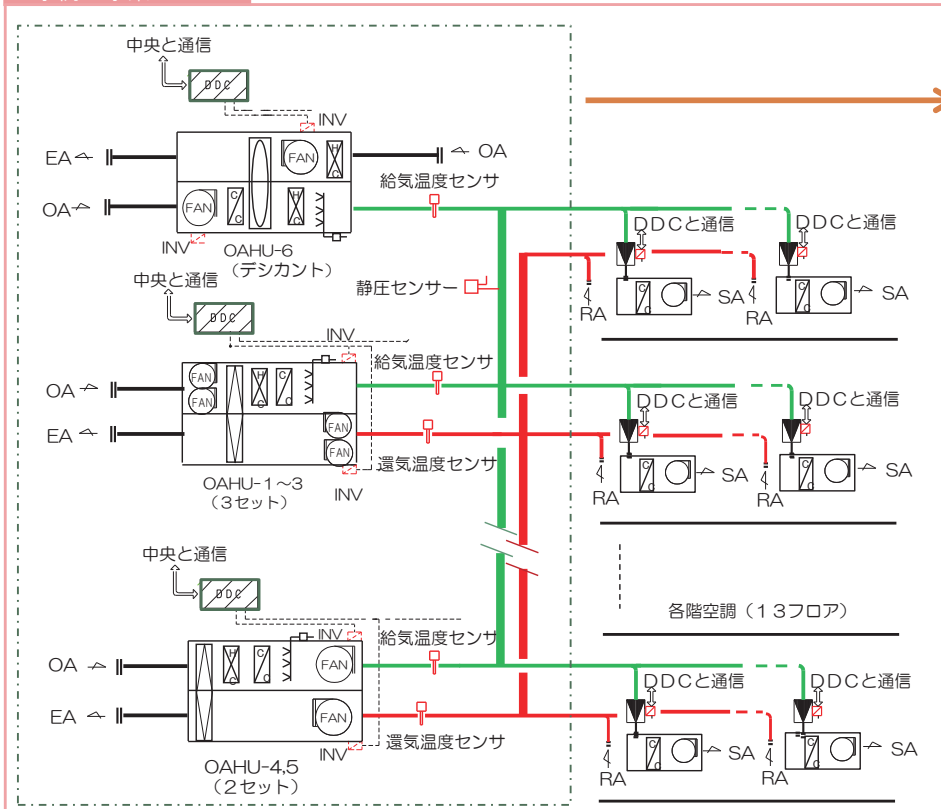 中央と通信
DDC
INV
EA
FAN
H/C
OA
給気温度センサ
OA
FAN
C/C
H/C
INV
OAHU-6
(デシカント)
DDCと通信
DDCと通信
C/C
SA
RA
C/C
SA
RA
静圧センサー
中央と通信
DDC
INV
給気温度センサ
OA
FAN
FAN
H/C
C/C
EA
FAN
FAN
還気温度センサ
INV
OAHU-1~3
(3セット)
DDCと通信
DDCと通信
C/C
SA
RA
C/C
SA
RA
中央と通信
DDC
各階空調(13フロア)
INV
給気温度センサ
OA
H/C
C/C
FAN
EA
FAN
還気温度センサ
INV
OAHU-4,5
(2セット)
DDCと通信
DDCと通信
C/C
SA
RA
C/C
SA
RA